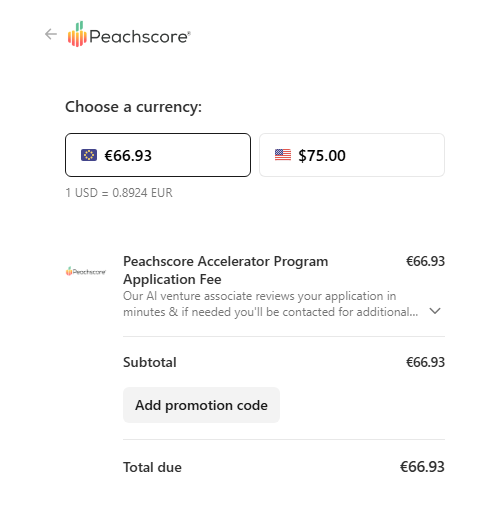 Peachscore®
Choose a currency:
€66.93
$75.00
1 USD = 0.8924 EUR
Peachscore
Peachscore Accelerator Program
€66.93
Application Fee
Our AI venture associate reviews your application in
minutes & if needed you'll be contacted for additional...
Subtotal
€66.93
Add promotion code
Total due
€66.93